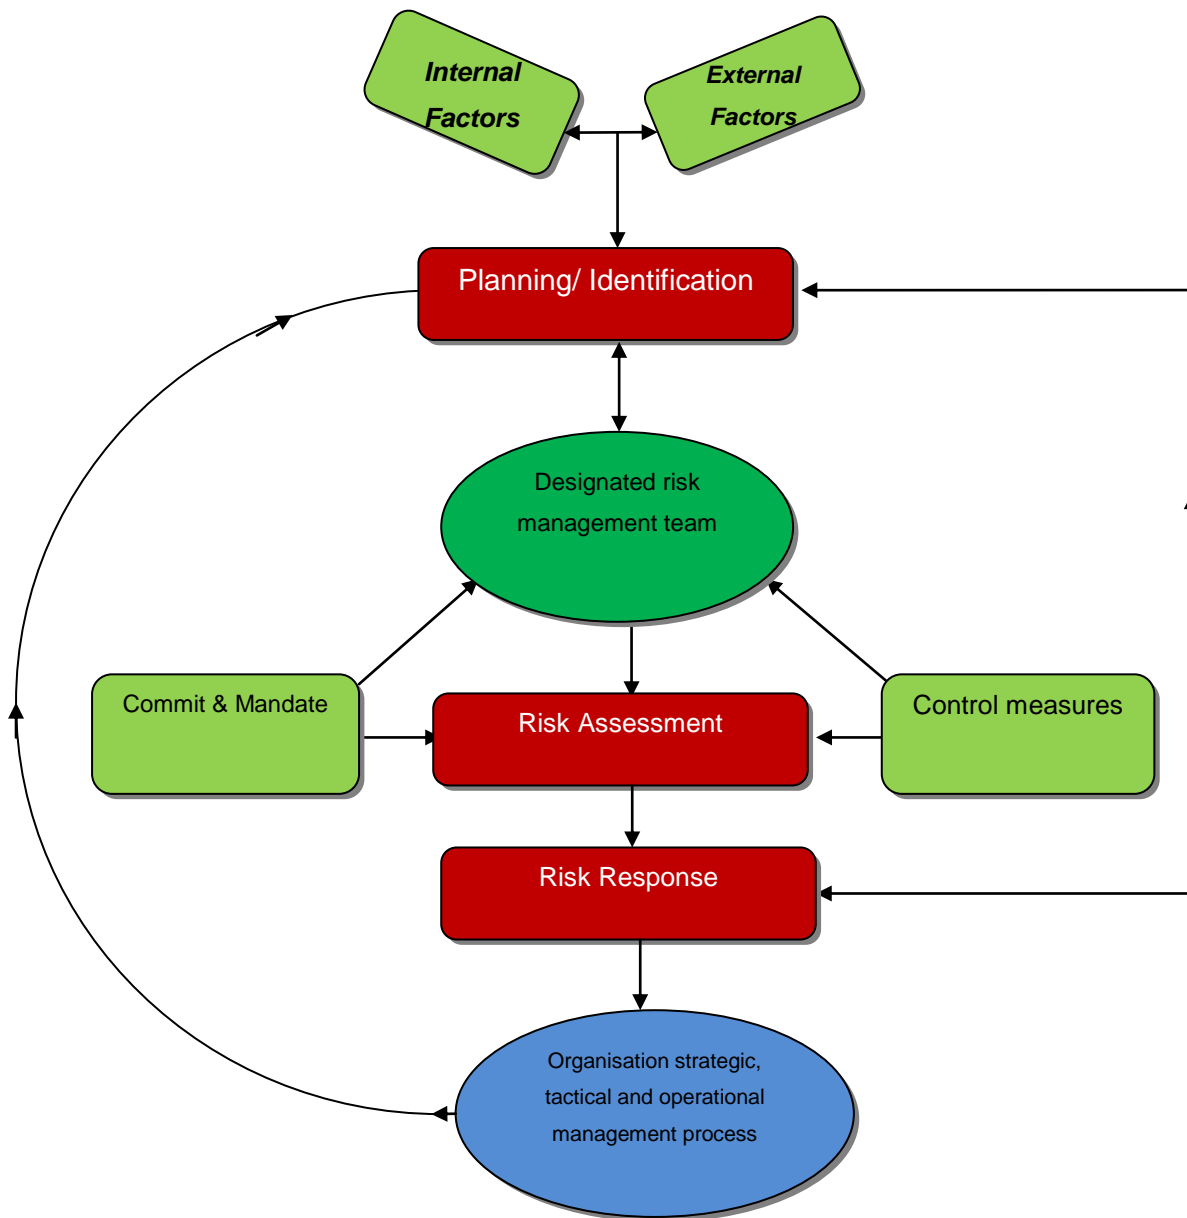 Internal
Factors
External
Factors
Planning/ Identification
Designated risk
management team
Commit & Mandate
Risk Assessment
Control measures
Risk Response
Organisation strategic,
tactical and operational
management process